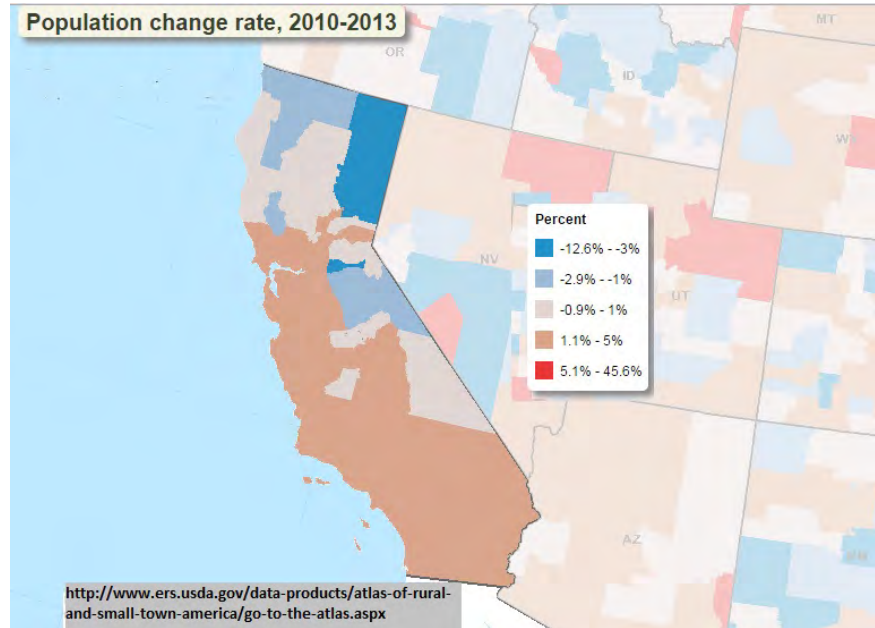 Population change rate, 2010-2013
MT
OR
ID
NV
UT
AZ
Percent
-12.6% - -3%
-2.9% - -1%
-0.9% - 1%
1.1% - 5%
5.1% - 45.6%
http://www.ers.usda.gov/data-products/atlas-of-rural-
and-small-town-america/go-to-the-atlas.aspx